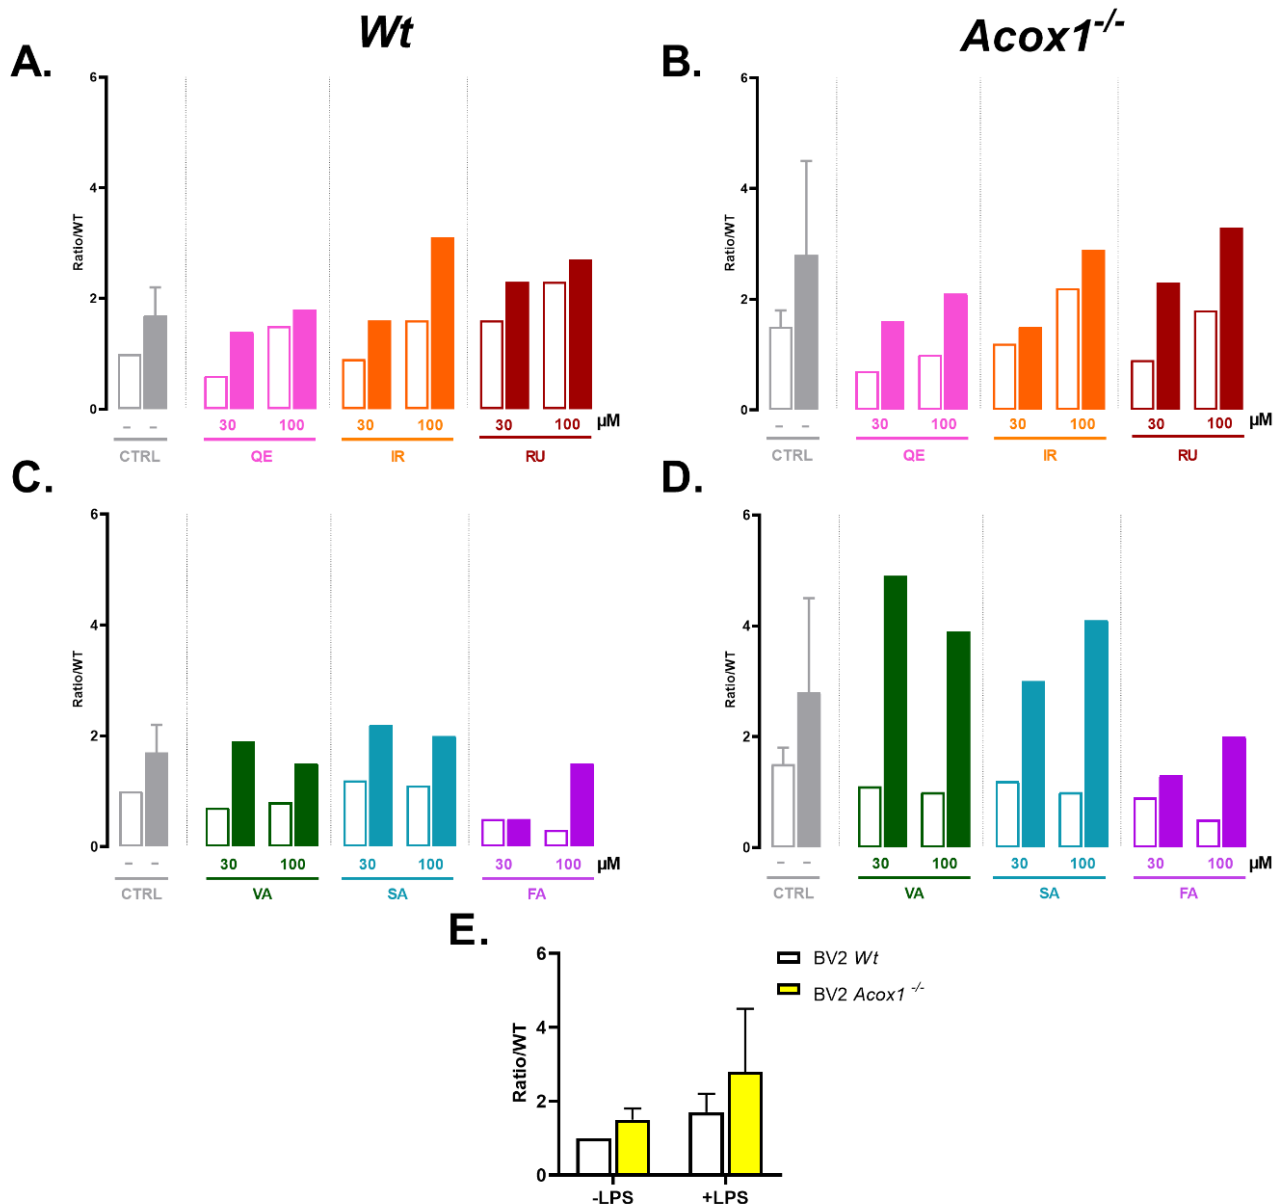 Wt
Acox1-/-
A.
B.
6
4
2
0
Ratio/WT
– – 30 100 30 100 30 100 µM
CTRL QE IR RU
6
4
2
0
Ratio/WT
– – 30 100 30 100 30 100 µM
CTRL QE IR RU
C.
D.
6
4
2
0
Ratio/WT
– – 30 100 30 100 30 100 µM
CTRL VA SA FA
6
4
2
0
Ratio/WT
– – 30 100 30 100 30 100 µM
CTRL VA SA FA
E.
6
4
2
0
Ratio/WT
-LPS +LPS
BV2 Wt
BV2 Acox1 -/-